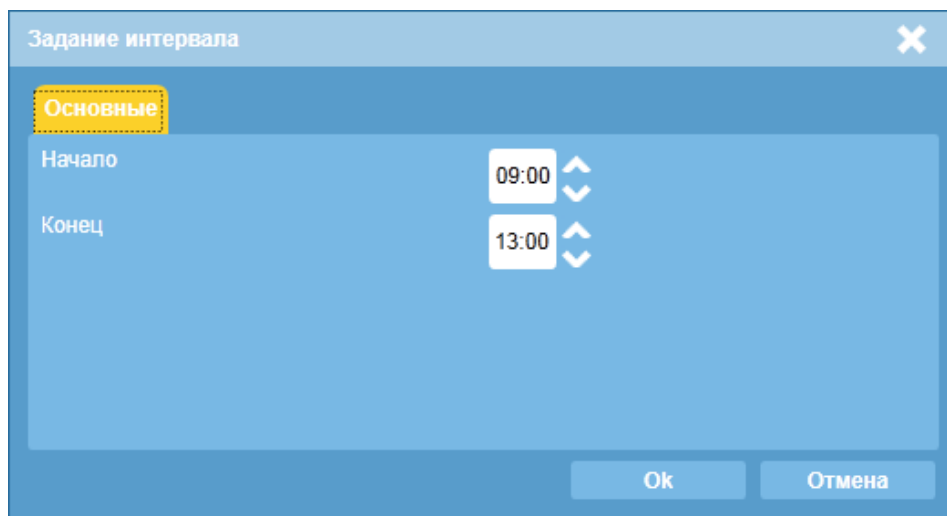 Задание интервала
Основные
Начало
09:00
Конец
13:00
Ok
Отмена